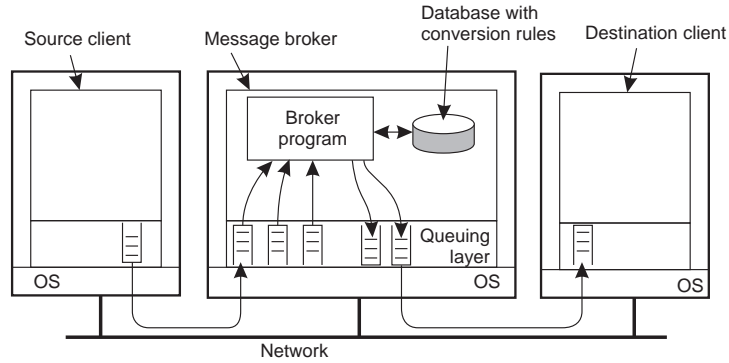 Source client
Message broker
Database with
conversion rules
Destination client
Broker
program
Queuing
layer
OS
OS
OS
Network